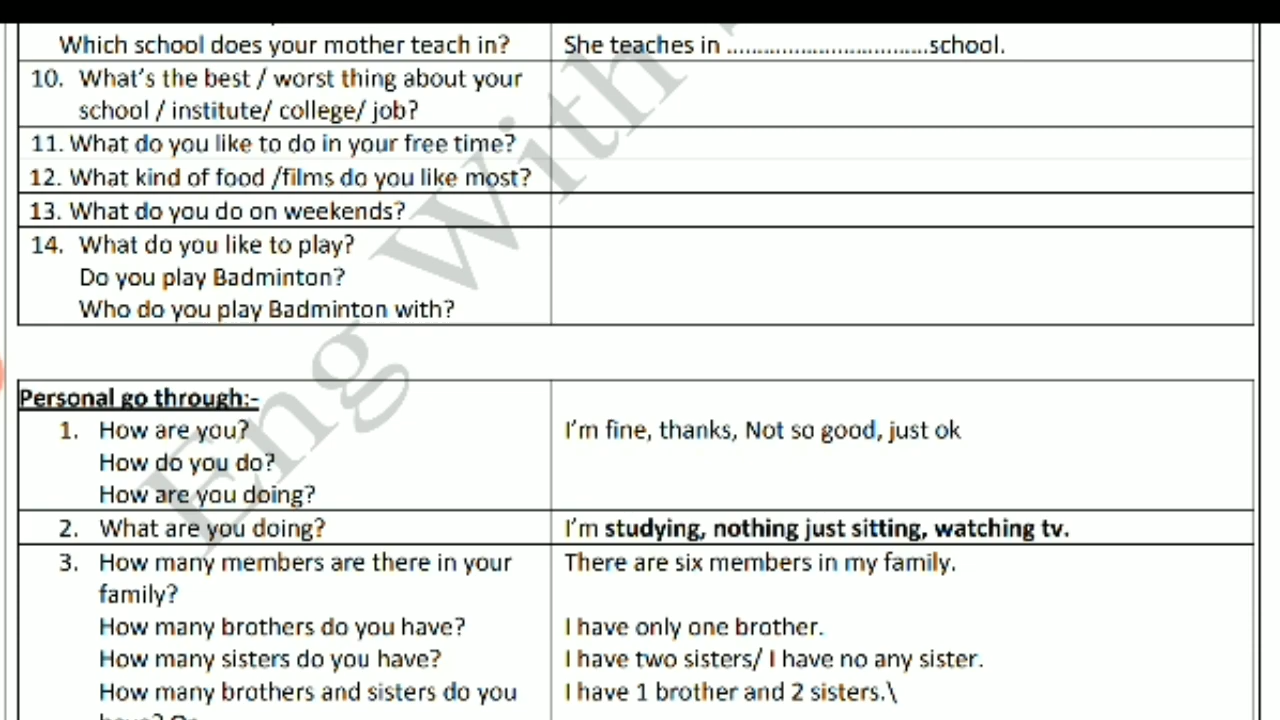 Which school does your mother teach in?
She teaches in ...................................school.
10. What's the best / worst thing about your
school / institute/ college/ job?
11. What do you like to do in your free time?
12. What kind of food /films do you like most?
13. What do you do on weekends?
14. What do you like to play?
Do you play Badminton?
Who do you play Badminton with?
Personal go through:-
1. How are you?
I'm fine, thanks, Not so good, just ok
How do you do?
How are you doing?
2. What are you doing?
I'm studying, nothing just sitting, watching tv.
3. How many members are there in your
There are six members in my family.
family?
How many brothers do you have?
I have only one brother.
How many sisters do you have?
I have two sisters/ I have no any sister.
How many brothers and sisters do you
I have 1 brother and 2 sisters.\
Eng With